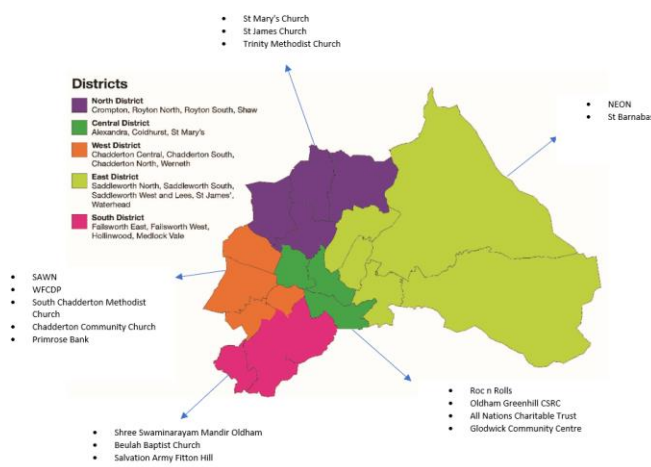 St Mary's Church
St James Church
Trinity Methodist Church
Districts
North District
Crompton, Royton North, Royton South, Shaw
Central District
Alexandra, Coldhurst, St Mary's
West District
Chadderton Central, Chadderton South,
Chadderton North, Werneth
East District
Saddleworth North, Saddleworth South,
Saddleworth West and Lees, St James',
Waterhead
South District
Failsworth East, Failsworth West,
Hollinwood, Medlock Vale
NEON
St Barnabas
SAWN
WFCDP
South Chadderton Methodist
Church
Chadderton Community Church
Primrose Bank
Roc n Rolls
Oldham Greenhill CSRC
All Nations Charitable Trust
Glodwick Community Centre
Shree Swaminarayam Mandir Oldham
Beulah Baptist Church
Salvation Army Fitton Hill